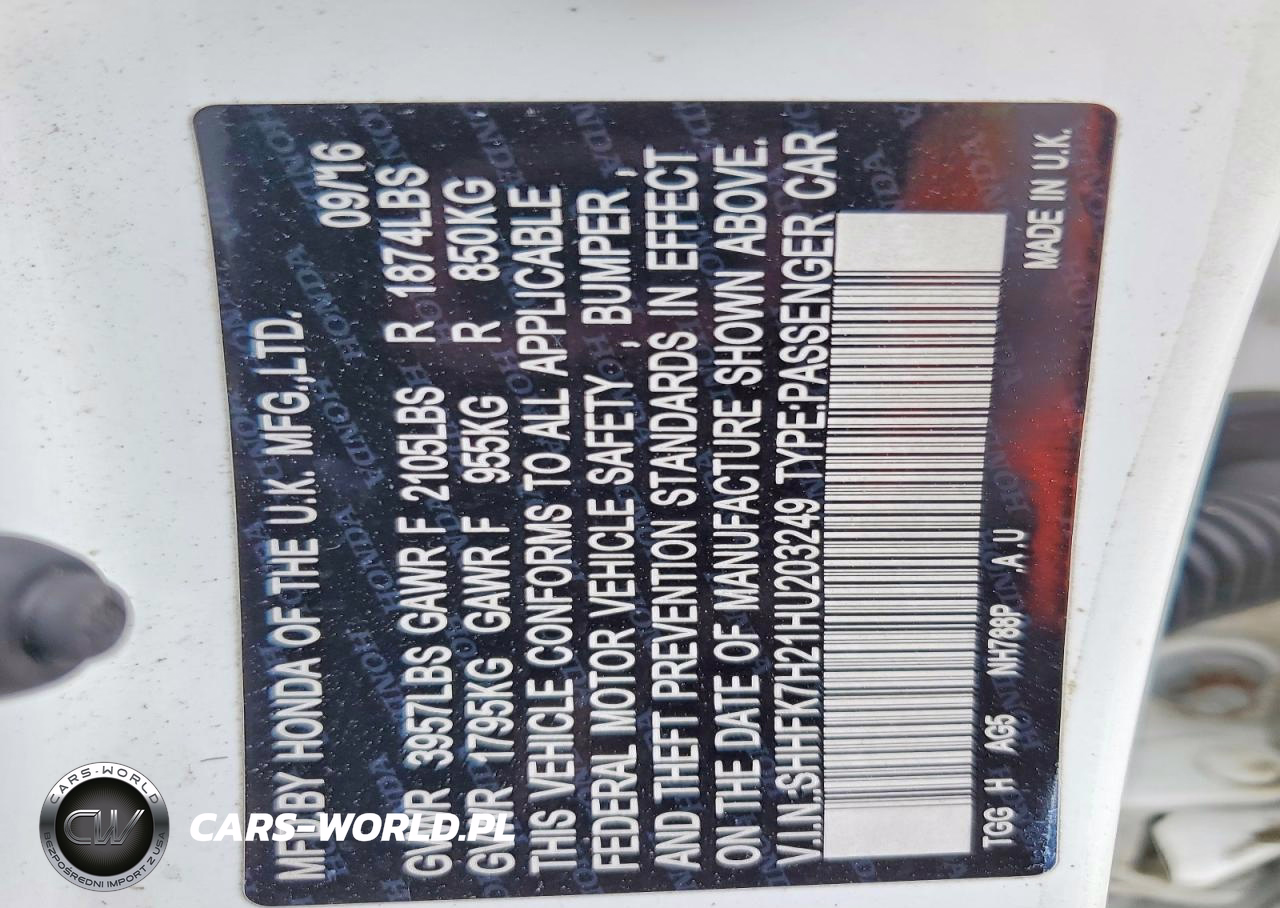 MFD BY HONDA OF THE U.K. MFG.,LTD. 09/'16
GVWR 3957LBS GAWR F 2105LBS R 1874LBS
GVWR 1795KG GAWR F 955KG R 850KG
THIS VEHICLE CONFORMS TO ALL APPLICABLE
FEDERAL MOTOR VEHICLE SAFETY , BUMPER ,
AND THEFT PREVENTION STANDARDS IN EFFECT
ON THE DATE OF MANUFACTURE SHOWN ABOVE.
V.I.N.SHHFK7H21HU203249 TYPE:PASSENGER CAR
TGG H AG5 NH788P A,U MADE IN U.K.
CARS-WORLD
CW
BEZPOŚREDNI IMPORT Z USA
CARS-WORLD.PL